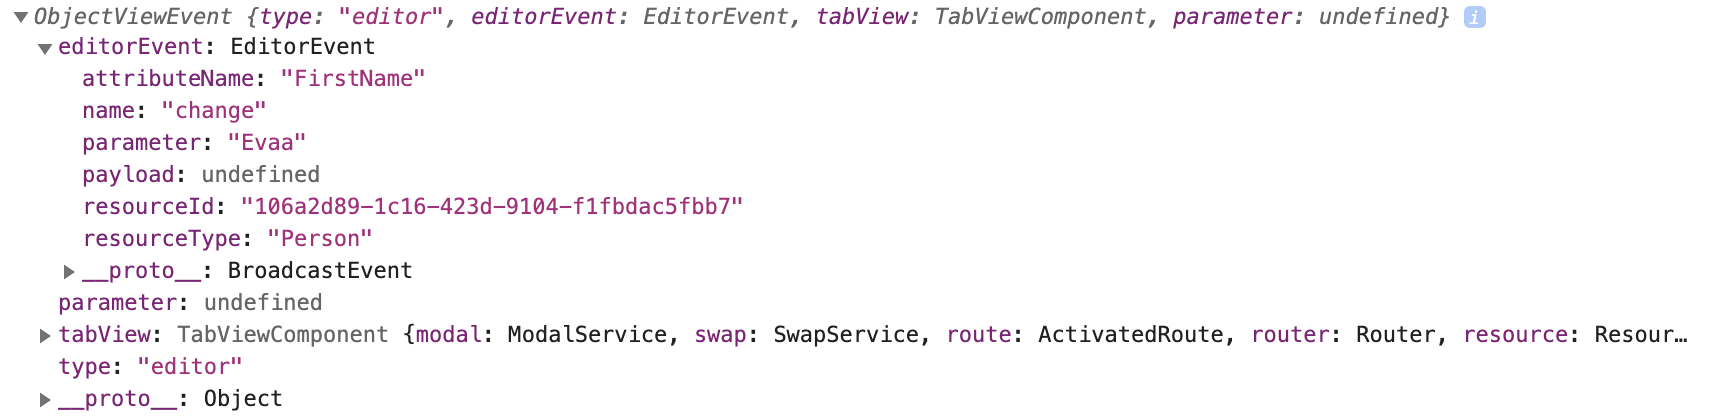 ▼ObjectViewEvent {type: "editor", editorEvent: EditorEvent, tabView: TabViewComponent, parameter: undefined} i
▼editorEvent: EditorEvent
attributeName: "FirstName"
name: "change"
parameter: "Evaa"
payload: undefined
resourceId: "106a2d89-1c16-423d-9104-f1fbdac5fbb7"
resourceType: "Person"
▶__proto__: BroadcastEvent
parameter: undefined
▶tabView: TabViewComponent {modal: ModalService, swap: SwapService, route: ActivatedRoute, router: Router, resource: Resour…
type: "editor"
▶__proto__: Object